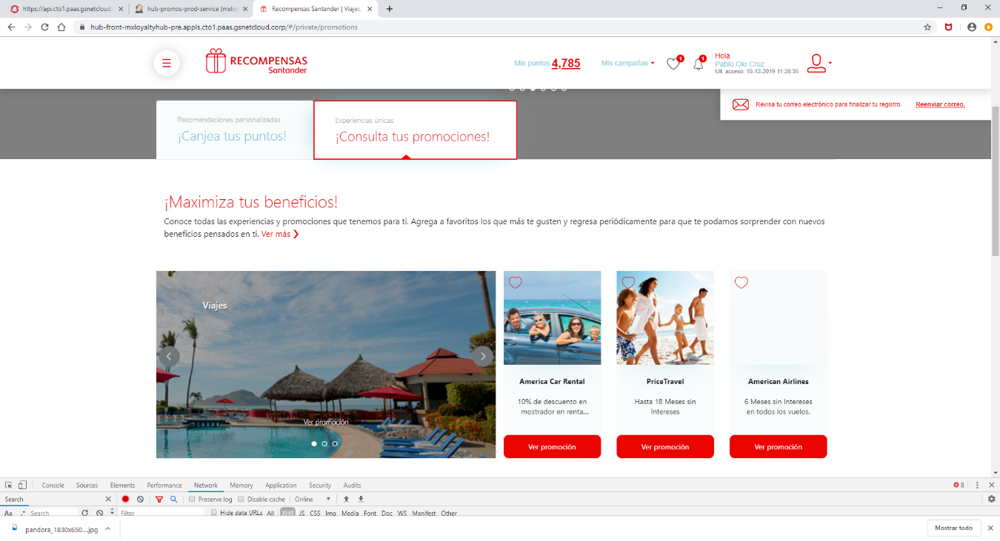 https://api.cto1.paas.gsnetcloud.
hub-promos-prod-service [mxloy
Recompensas Santander | Viajes,
hub-front-mxloyaltyhub-pre.appls.cto1.paas.gsnetcloud.corp/#/private/promotions
RECOMPENSAS
Santander
Mis puntos 4,785
Mis campañas
1
1
Hola
Pablo Olo Cruz
Ult. acceso: 10-12-2019 11:28:35
Revisa tu correo electrónico para finalizar tu registro. Reenviar correo.
Recomendaciones personalizadas
¡Canjea tus puntos!
Experiencias únicas
¡Consulta tus promociones!
¡Maximiza tus beneficios!
Conoce todas las experiencias y promociones que tenemos para ti. Agrega a favoritos los que más te gusten y regresa periódicamente para que te podamos sorprender con nuevos
beneficios pensados en ti. Ver más
Viajes
Ver promoción
America Car Rental
10% de descuento en
mostrador en renta...
Ver promoción
PriceTravel
Hasta 18 Meses sin
Intereses
Ver promoción
American Airlines
6 Meses sin Intereses
en todos los vuelos.
Ver promoción
Console Sources Elements Performance Network Memory Application Security Audits 8
Search Preserve log Disable cache Online
Aa .* Search Filter Hide data URLs All XHR JS CSS Img Media Font Doc WS Manifest Other
pandora_1830x650....jpg
Mostrar todo